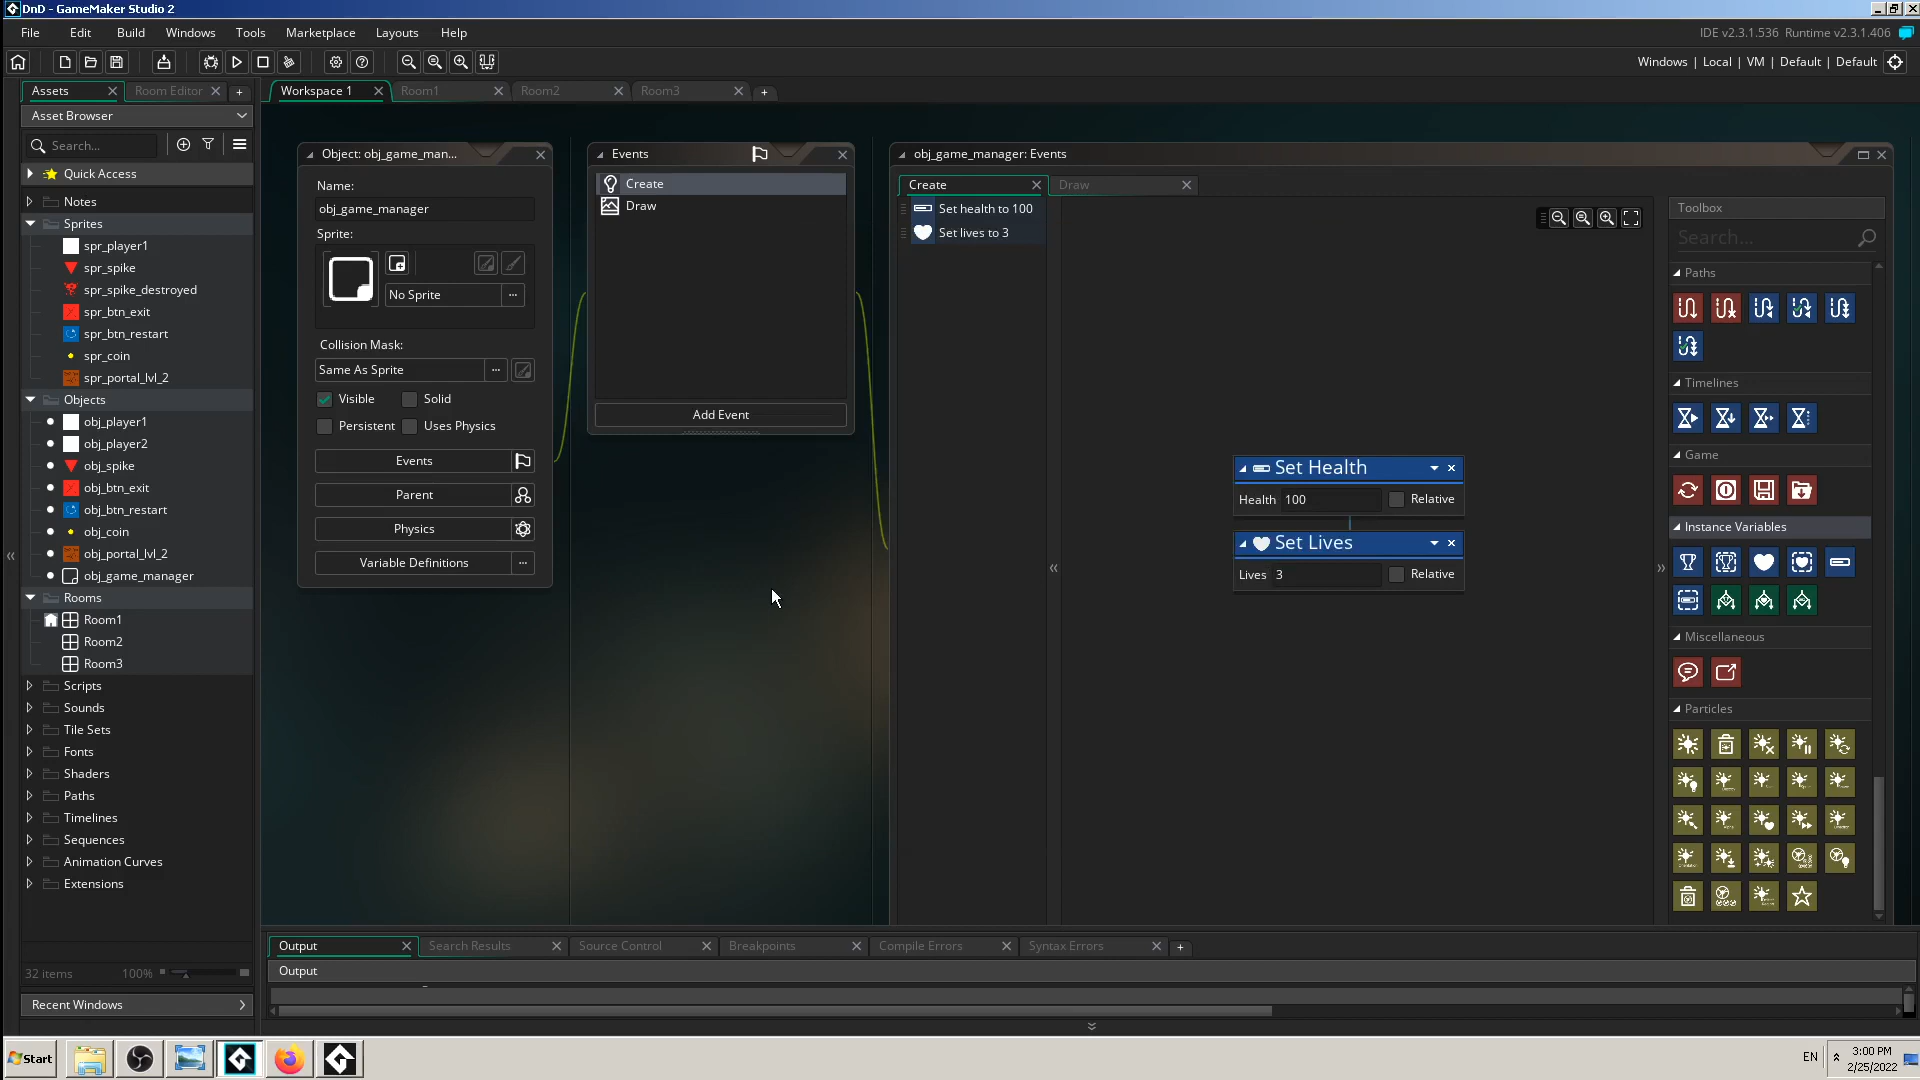 DnD - GameMaker Studio 2
File Edit Build Windows Tools Marketplace Layouts Help
IDE v2.3.1.536 Runtime v2.3.1.406
Windows | Local | VM | Default | Default
Assets Room Editor
Asset Browser
Search...
Quick Access
Notes
Sprites
spr_player1
spr_spike
spr_spike_destroyed
spr_btn_exit
spr_btn_restart
spr_coin
spr_portal_lvl_2
Objects
obj_player1
obj_player2
obj_spike
obj_btn_exit
obj_btn_restart
obj_coin
obj_portal_lvl_2
obj_game_manager
Rooms
Room1
Room2
Room3
Scripts
Sounds
Tile Sets
Fonts
Shaders
Paths
Timelines
Sequences
Animation Curves
Extensions
32 items 100%
Recent Windows
Workspace 1 Room1 Room2 Room3
Object: obj_game_man...
Name:
obj_game_manager
Sprite:
No Sprite
Collision Mask:
Same As Sprite
Visible Solid
Persistent Uses Physics
Events
Parent
Physics
Variable Definitions
Events
Create
Draw
Add Event
obj_game_manager: Events
Create Draw
Set health to 100
Set lives to 3
Set Health
Health 100 Relative
Set Lives
Lives 3 Relative
Toolbox
Search...
Paths
Timelines
Game
Instance Variables
Miscellaneous
Particles
Output Search Results Source Control Breakpoints Compile Errors Syntax Errors
Output
Start
EN
3:00 PM
2/25/2022